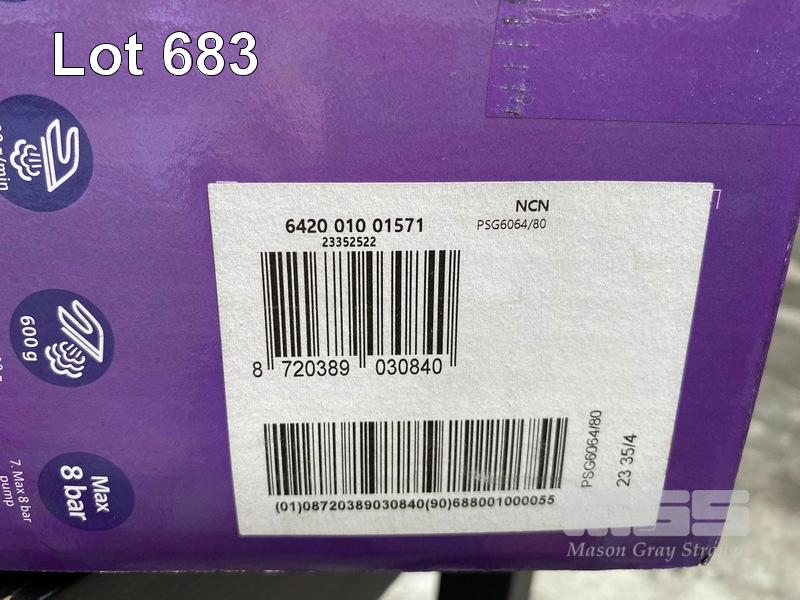 Lot 683
NCN
6420 010 01571
PSG6064/80
23352522
8 720389 030840
(01)08720389030840(90)688001000055
PSG6064/80
23 35/4
600 g
Max
8 bar
7. Max 8 bar
pump
MGS
Mason Gray Strange